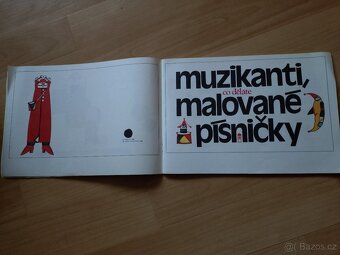 muzikanti,
co děláte
malované
písničky
Bazos.cz